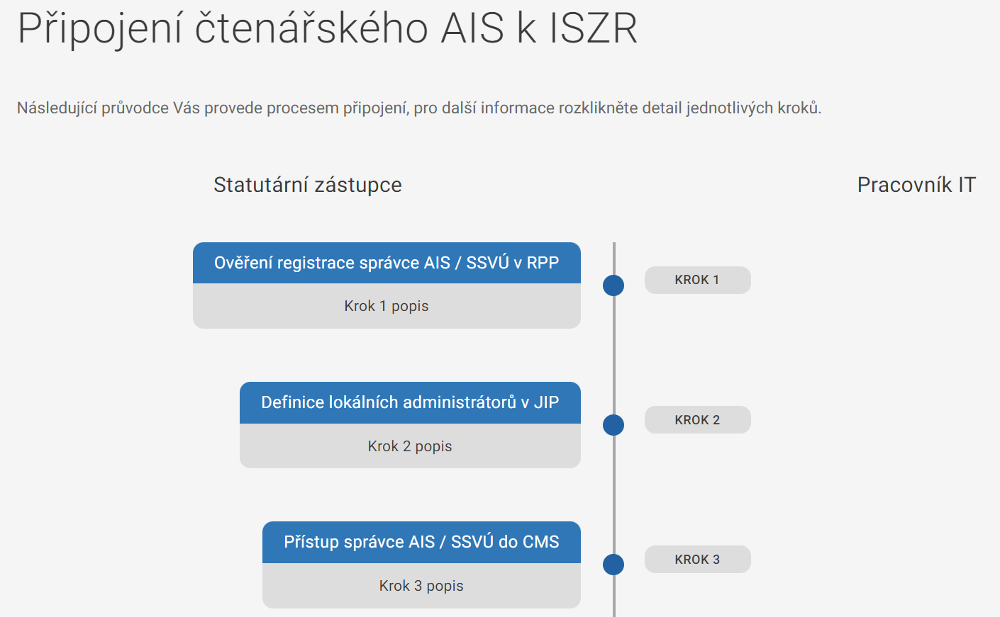 Připojení čtenářského AIS k ISZR
Následující průvodce Vás provede procesem připojení, pro další informace rozklikněte detail jednotlivých kroků.
Statutární zástupce
Pracovník IT
Ověření registrace správce AIS / SSVÚ v RPP
Krok 1 popis
KROK 1
Definice lokálních administrátorů v JIP
Krok 2 popis
KROK 2
Přístup správce AIS / SSVÚ do CMS
Krok 3 popis
KROK 3